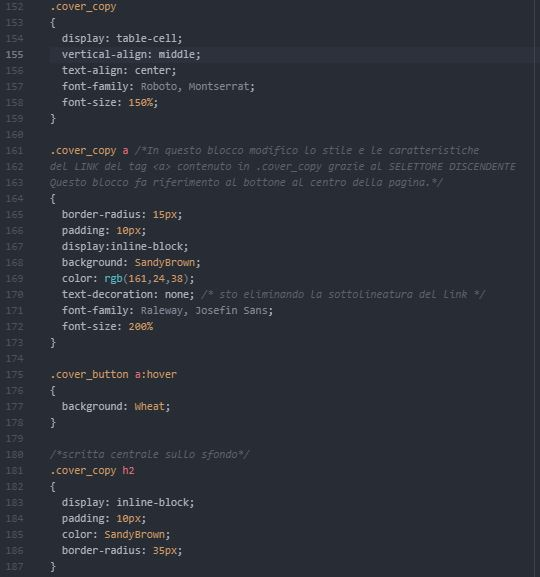 152 .cover_copy
153 {
154 display: table-cell;
155 vertical-align: middle;
156 text-align: center;
157 font-family: Roboto, Montserrat;
158 font-size: 150%;
159 }
160
161 .cover_copy a /*In questo blocco modifico lo stile e le caratteristiche
162 del LINK del tag <a> contenuto in .cover_copy grazie al SELETTORE DISCENDENTE
163 Questo blocco fa riferimento al bottone al centro della pagina.*/
164 {
165 border-radius: 15px;
166 padding: 10px;
167 display:inline-block;
168 background: SandyBrown;
169 color: rgb(161,24,38);
170 text-decoration: none; /* sto eliminando la sottolineatura del link */
171 font-family: Raleway, Josefin Sans;
172 font-size: 200%
173 }
174
175 .cover_button a:hover
176 {
177 background: Wheat;
178 }
179
180 /*scritta centrale sullo sfondo*/
181 .cover_copy h2
182 {
183 display: inline-block;
184 padding: 10px;
185 color: SandyBrown;
186 border-radius: 35px;
187 }